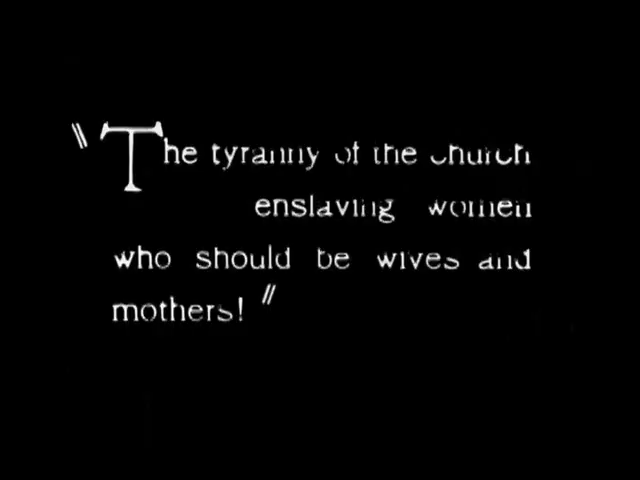 "The tyranny of the church
enslaving women
who should be wives and
mothers!"